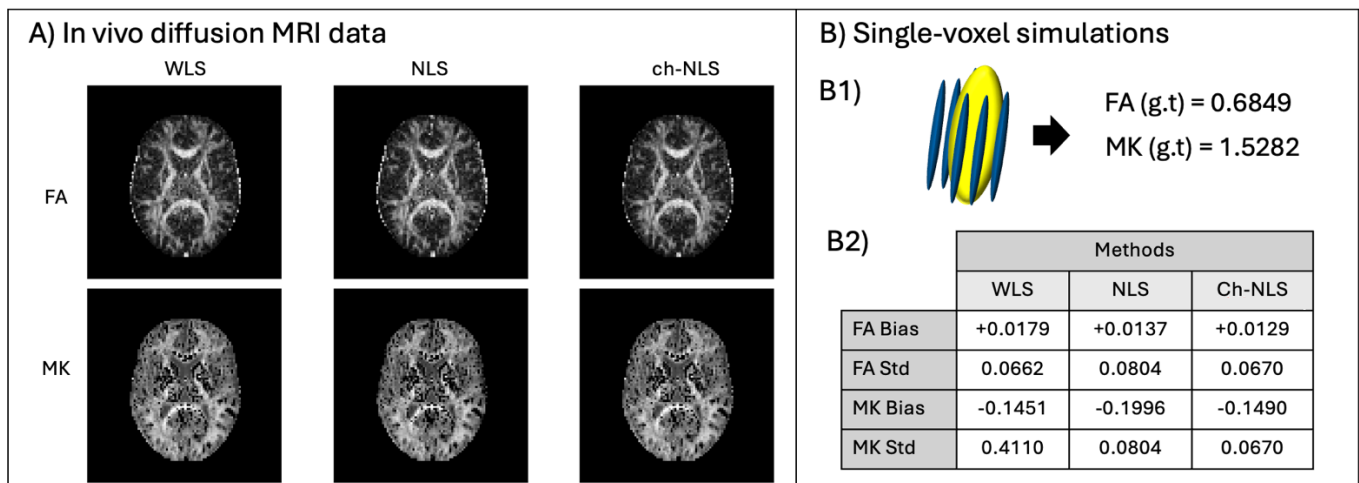 A) In vivo diffusion MRI data
WLS NLS ch-NLS
FA
MK
B) Single-voxel simulations
B1)
FA (g.t) = 0.6849
MK (g.t) = 1.5282
B2)
Methods
WLS NLS Ch-NLS
FA Bias +0.0179 +0.0137 +0.0129
FA Std 0.0662 0.0804 0.0670
MK Bias -0.1451 -0.1996 -0.1490
MK Std 0.4110 0.0804 0.0670